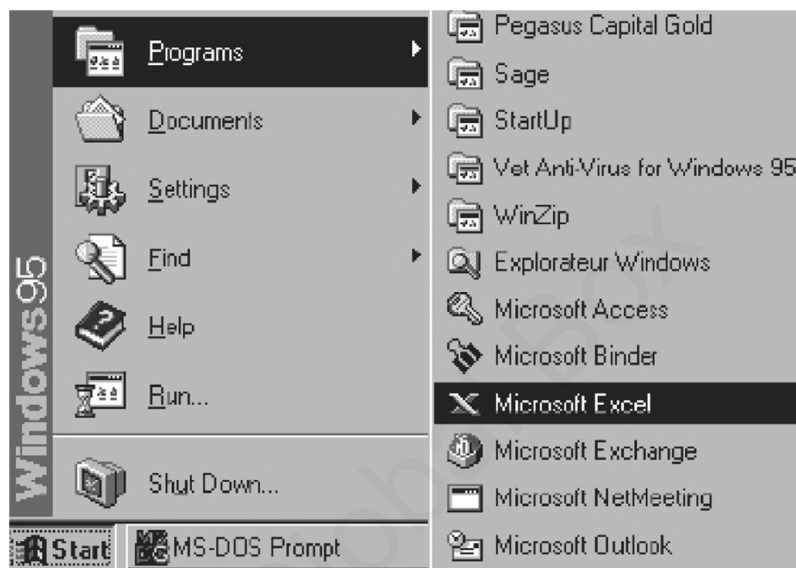 Programs
Documents
Settings
Find
Help
Run...
Shut Down...
Windows95
Start
MS-DOS Prompt
Pegasus Capital Gold
Sage
StartUp
Vet Anti-Virus for Windows 95
WinZip
Explorateur Windows
Microsoft Access
Microsoft Binder
Microsoft Excel
Microsoft Exchange
Microsoft NetMeeting
Microsoft Outlook